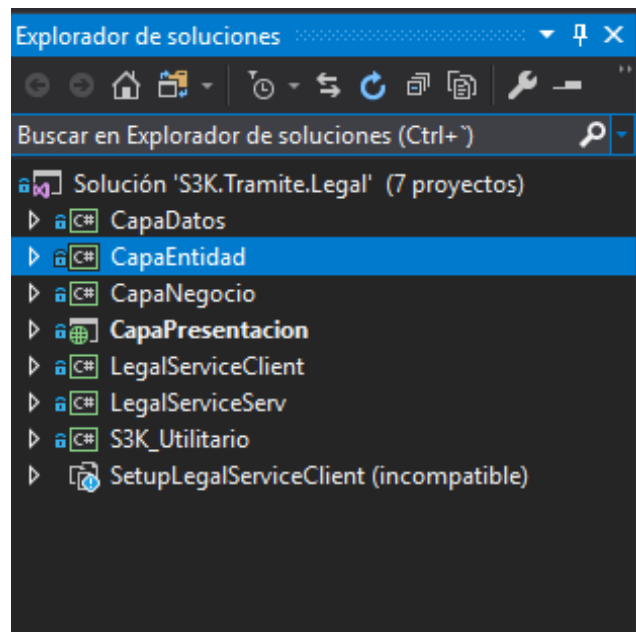 Explorador de soluciones
Buscar en Explorador de soluciones (Ctrl+`)
Solución 'S3K.Tramite.Legal' (7 proyectos)
C# CapaDatos
C# CapaEntidad
C# CapaNegocio
CapaPresentacion
C# LegalServiceClient
C# LegalServiceServ
C# S3K_Utilitario
SetupLegalServiceClient (incompatible)